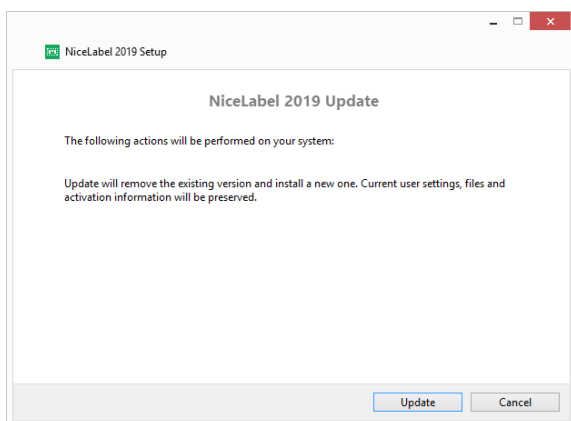 NiceLabel 2019 Setup
NiceLabel 2019 Update
The following actions will be performed on your system:
Update will remove the existing version and install a new one. Current user settings, files and
activation information will be preserved.
Update
Cancel